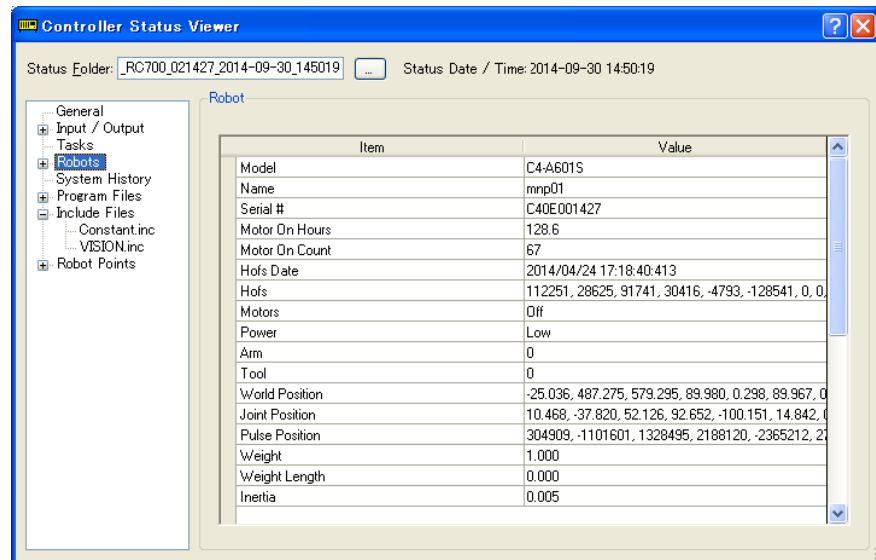 Controller Status Viewer
Status Folder: _RC700_021427_2014-09-30_145019 ... Status Date / Time: 2014-09-30 14:50:19
General
Input / Output
Tasks
Robots
System History
Program Files
Include Files
Constant.inc
VISION.inc
Robot Points
Robot
Item Value
Model C4-A601S
Name mnp01
Serial # C40E001427
Motor On Hours 128.6
Motor On Count 67
Hofs Date 2014/04/24 17:18:40:413
Hofs 112251, 28625, 91741, 30416, -4793, -128541, 0, 0,
Motors Off
Power Low
Arm 0
Tool 0
World Position -25.036, 487.275, 579.295, 89.980, 0.298, 89.967, 0
Joint Position 10.468, -37.820, 52.126, 92.652, -100.151, 14.842,
Pulse Position 304909, -1101601, 1328495, 2188120, -2365212,
Weight 1.000
Weight Length 0.000
Inertia 0.005